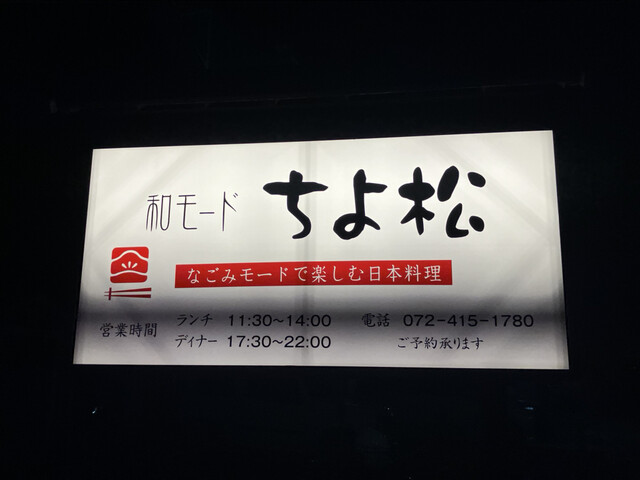 和モード ちよ松
なごみモードで楽しむ日本料理
営業時間 ランチ 11:30～14:00 電話 072-415-1780
ディナー 17:30～22:00 ご予約承ります